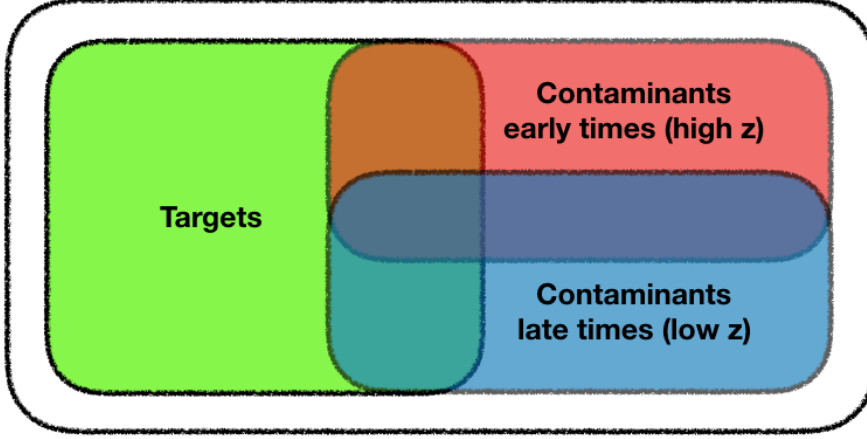 Contaminants
early times (high z)
Targets
Contaminants
late times (low z)